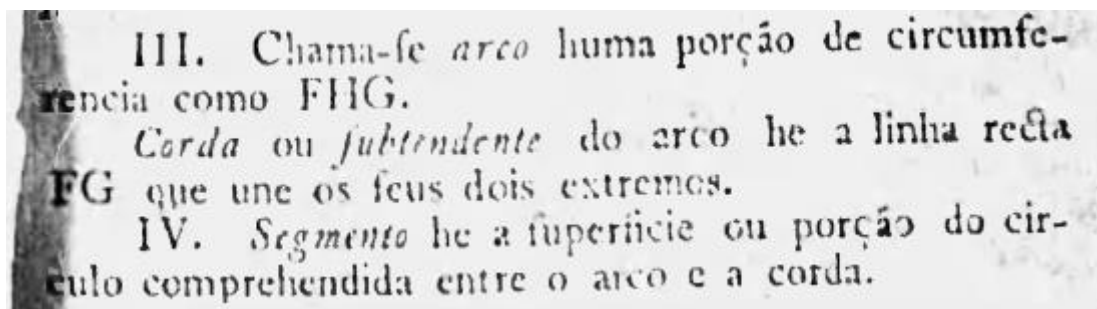 III. Chama-ſe arco huma porção de circumfe-
rencia como FHG.
Corda ou ſubtendente do arco he a linha recta
FG que une os ſeus dois extremos.
IV. Segmento he a ſuperficie ou porção do cir-
culo comprehendida entre o arco e a corda.